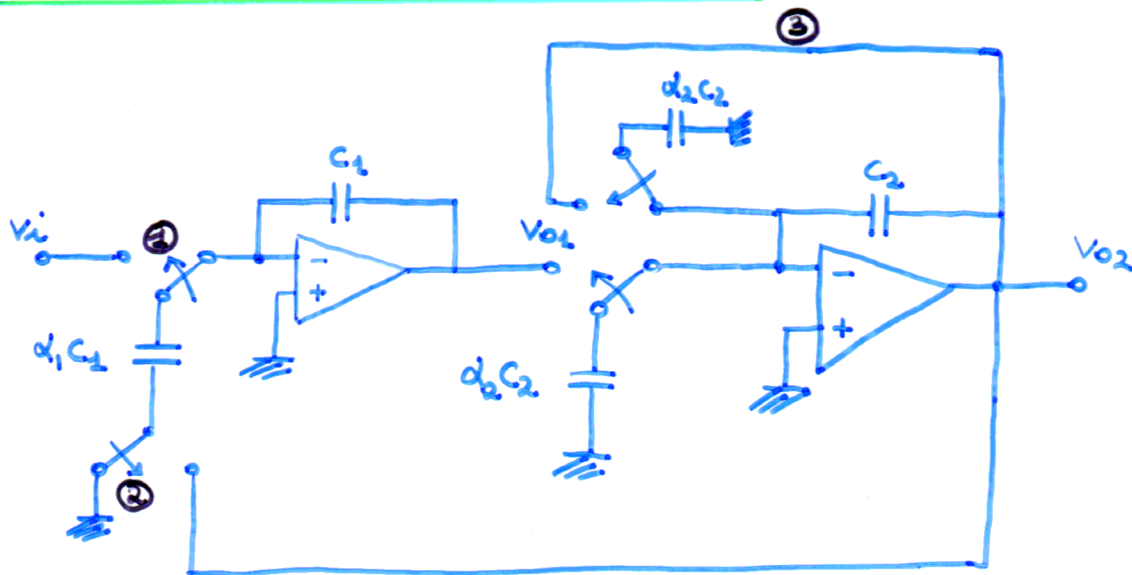 ③
α₂C₂
C₁
C₂
Vi
①
Vo1
Vo2
-
+
-
+
α₁C₁
α₂C₂
②